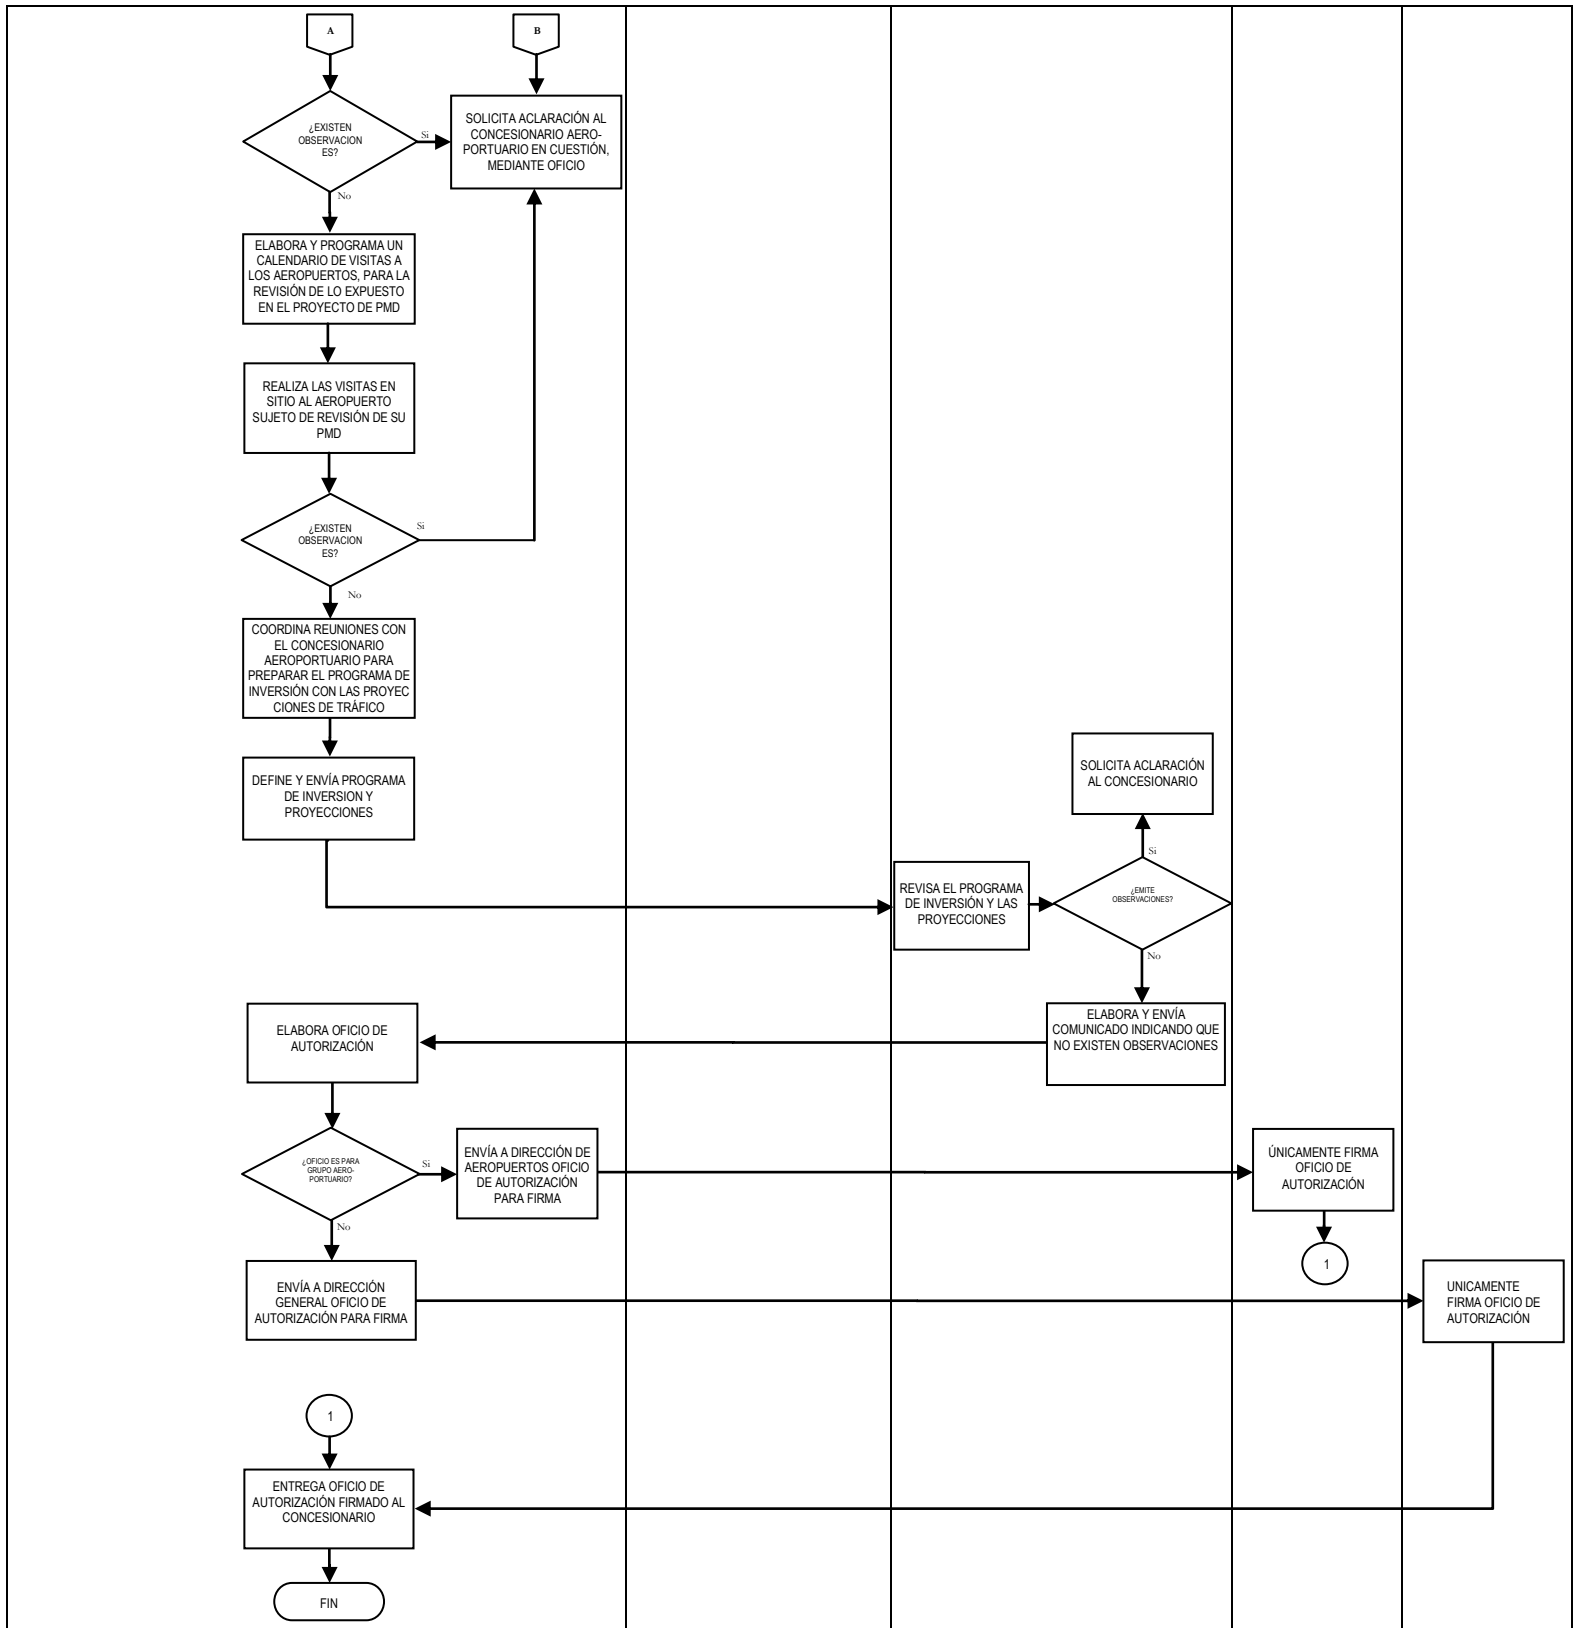 A
B
¿EXISTEN
OBSERVACION
ES?
Si
SOLICITA ACLARACIÓN AL
CONCESIONARIO AERO-
PORTUARIO EN CUESTIÓN,
MEDIANTE OFICIO
No
ELABORA Y PROGRAMA UN
CALENDARIO DE VISITAS A
LOS AEROPUERTOS, PARA LA
REVISIÓN DE LO EXPUESTO
EN EL PROYECTO DE PMD
REALIZA LAS VISITAS EN
SITIO AL AEROPUERTO
SUJETO DE REVISIÓN DE SU
PMD
¿EXISTEN
OBSERVACION
ES?
Si
No
COORDINA REUNIONES CON
EL CONCESIONARIO
AEROPORTUARIO PARA
PREPARAR EL PROGRAMA DE
INVERSIÓN CON LAS PROYEC
CIONES DE TRÁFICO
DEFINE Y ENVÍA PROGRAMA
DE INVERSION Y
PROYECCIONES
SOLICITA ACLARACIÓN
AL CONCESIONARIO
Si
REVISA EL PROGRAMA
DE INVERSIÓN Y LAS
PROYECCIONES
¿EMITE
OBSERVACIONES?
No
ELABORA Y ENVÍA
COMUNICADO INDICANDO QUE
NO EXISTEN OBSERVACIONES
ELABORA OFICIO DE
AUTORIZACIÓN
¿OFICIO ES PARA
GRUPO AERO-
PORTUARIO?
Si
ENVÍA A DIRECCIÓN DE
AEROPUERTOS OFICIO
DE AUTORIZACIÓN
PARA FIRMA
ÚNICAMENTE FIRMA
OFICIO DE
AUTORIZACIÓN
1
No
ENVÍA A DIRECCIÓN
GENERAL OFICIO DE
AUTORIZACIÓN PARA FIRMA
UNICAMENTE
FIRMA OFICIO DE
AUTORIZACIÓN
1
ENTREGA OFICIO DE
AUTORIZACIÓN FIRMADO AL
CONCESIONARIO
FIN